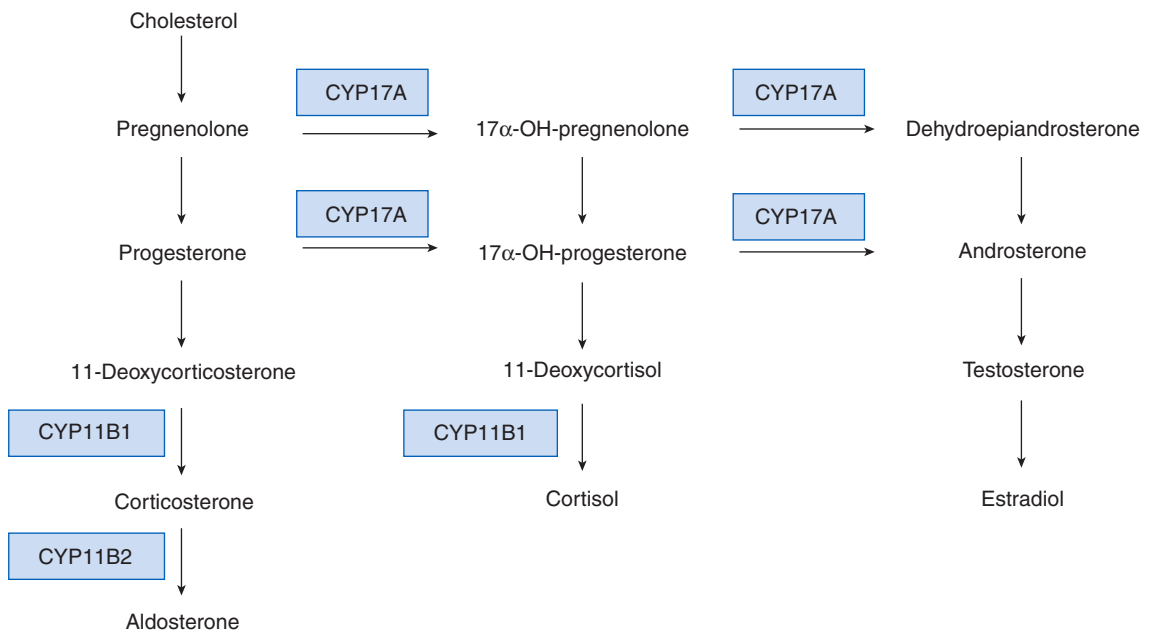 Cholesterol
CYP17A
CYP17A
Pregnenolone
17α-OH-pregnenolone
Dehydroepiandrosterone
CYP17A
CYP17A
Progesterone
17α-OH-progesterone
Androsterone
11-Deoxycorticosterone
11-Deoxycortisol
Testosterone
CYP11B1
CYP11B1
Corticosterone
Cortisol
Estradiol
CYP11B2
Aldosterone